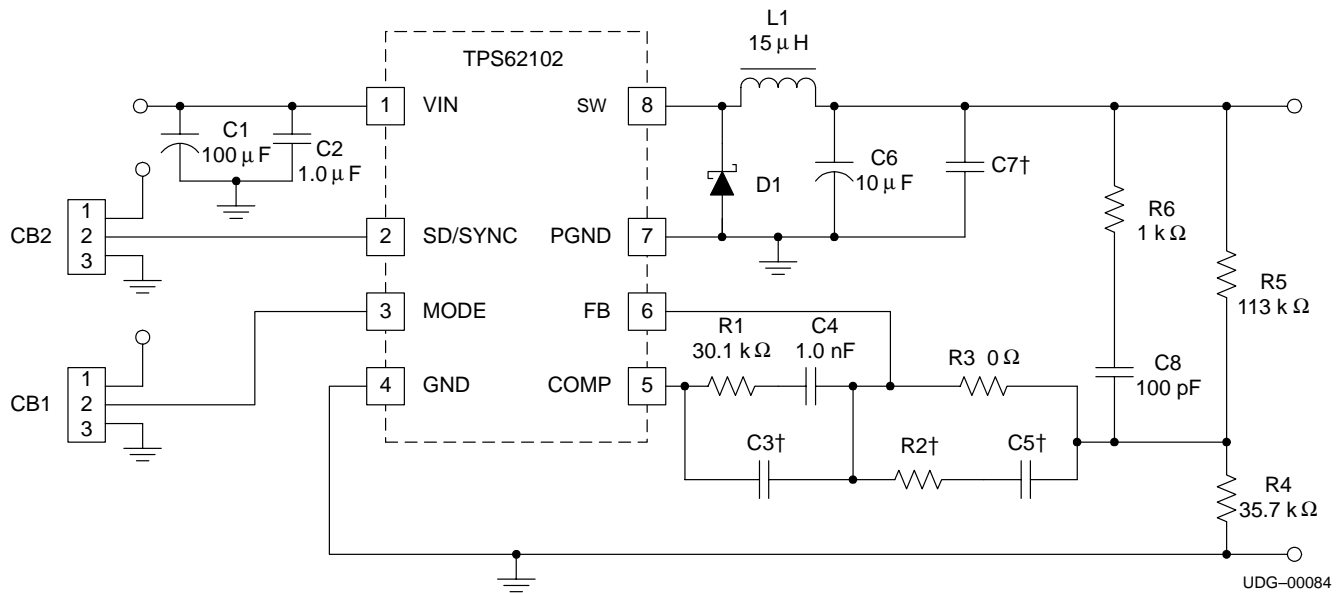 L1
15 µH
TPS62102
1 VIN
SW 8
C1
100 µF
C2
1.0 µF
C6
10 µF
C7†
D1
R6
1 kΩ
R5
113 kΩ
CB2
1
2
3
2 SD/SYNC
PGND 7
3 MODE
FB 6
R1
30.1 kΩ
C4
1.0 nF
R3 0 Ω
C8
100 pF
CB1
1
2
3
4 GND
COMP 5
C3†
R2†
C5†
R4
35.7 kΩ
UDG–00084